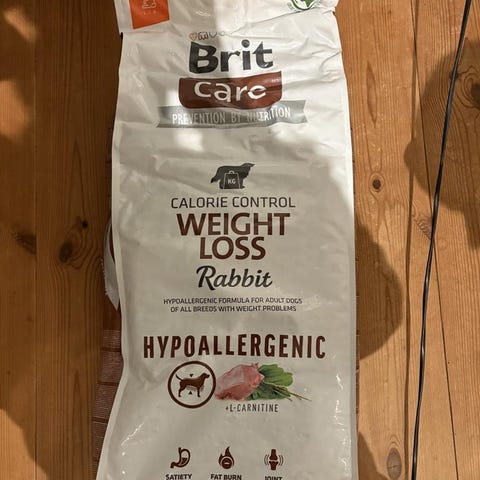 Brit
care
PREVENTION BY NUTRITION
KG
CALORIE CONTROL
WEIGHT
LOSS
Rabbit
HYPOALLERGENIC FORMULA FOR ADULT DOGS
OF ALL BREEDS WITH WEIGHT PROBLEMS
HYPOALLERGENIC
+L-CARNITINE
SATIETY FAT BURN JOINT